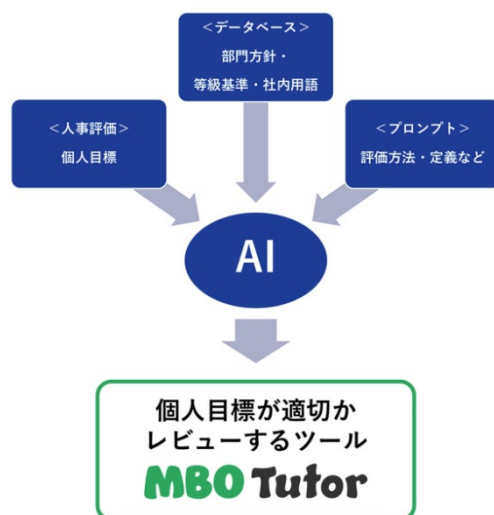 ＜データベース＞
部門方針・
等級基準・社内用語
＜人事評価＞
個人目標
＜プロンプト＞
評価方法・定義など
AI
個人目標が適切か
レビューするツール
MBO Tutor